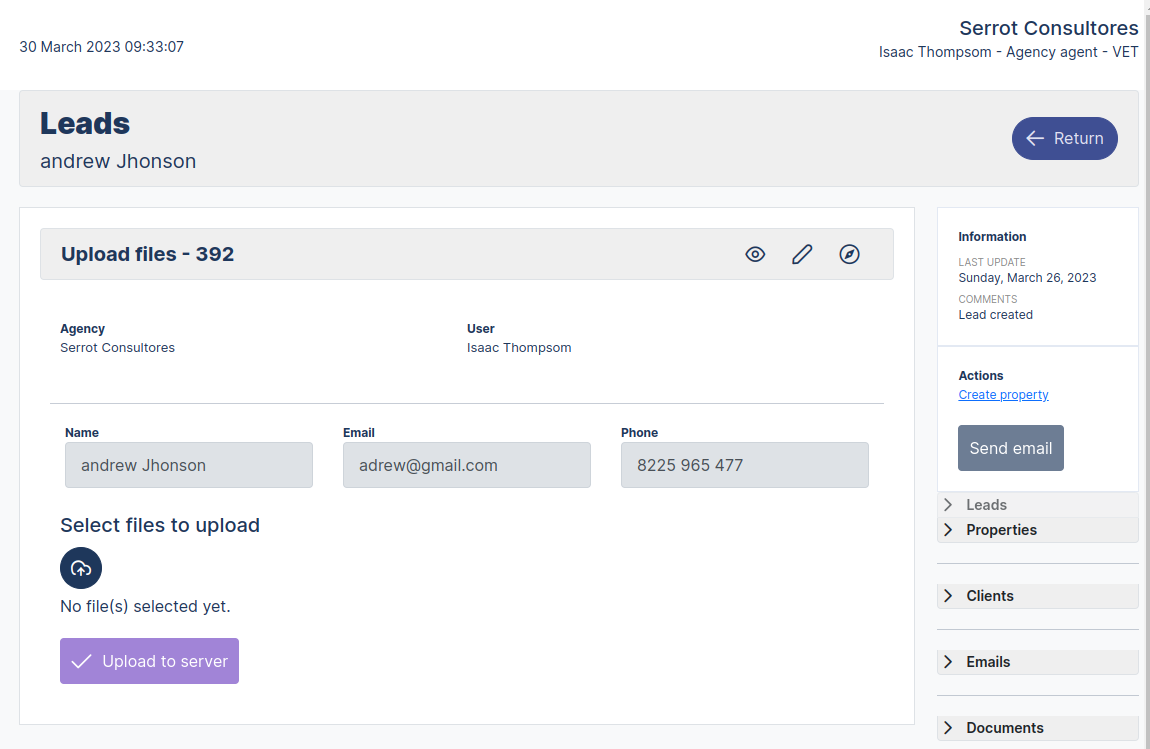 30 March 2023 09:33:07
Serrot Consultores
Isaac Thompsom - Agency agent - VET
Leads
andrew Jhonson
Return
Upload files - 392
Agency
Serrot Consultores
User
Isaac Thompsom
Name
andrew Jhonson
Email
adrew@gmail.com
Phone
8225 965 477
Select files to upload
No file(s) selected yet.
Upload to server
Information
LAST UPDATE
Sunday, March 26, 2023
COMMENTS
Lead created
Actions
Create property
Send email
Leads
Properties
Clients
Emails
Documents